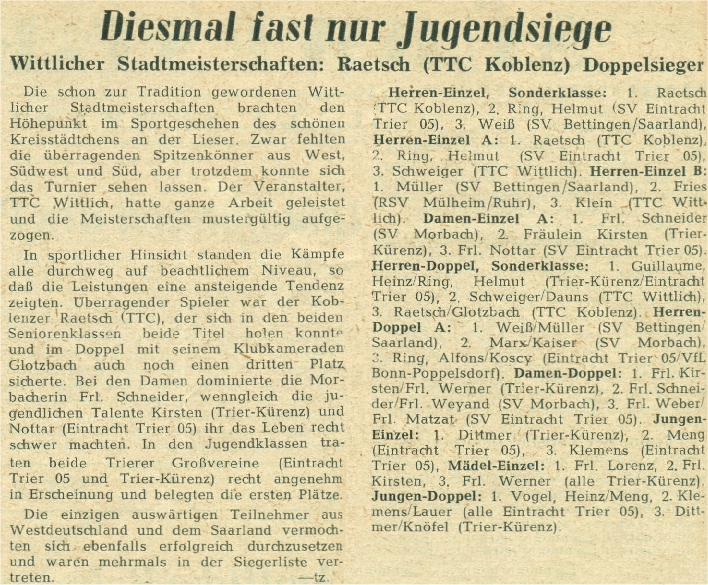 Diesmal fast nur Jugendsiege
Wittlicher Stadtmeisterschaften: Raetsch (TTC Koblenz) Doppelsieger
Die schon zur Tradition gewordenen Witt-
licher Stadtmeisterschaften brachten den
Höhepunkt im Sportgeschehen des schönen
Kreisstädtchens an der Lieser. Zwar fehlten
die überragenden Spitzenkönner aus West,
Südwest und Süd, aber trotzdem konnte sich
das Turnier sehen lassen. Der Veranstalter,
TTC Wittlich, hatte ganze Arbeit geleistet
und die Meisterschaften mustergültig aufge-
zogen.
In sportlicher Hinsicht standen die Kämpfe
alle durchweg auf beachtlichem Niveau, so
daß die Leistungen eine ansteigende Tendenz
zeigten. Überragender Spieler war der Kob-
lenzer Raetsch (TTC), der sich in den beiden
Seniorenklassen beide Titel holen konnte
und im Doppel mit seinem Klubkameraden
Glotzbach auch noch einen dritten Platz
sicherte. Bei den Damen dominierte die Mor-
bacherin Frl. Schneider, wenngleich die ju-
gendlichen Talente Kirsten (Trier-Kürenz) und
Nottar (Eintracht Trier 05) ihr das Leben recht
schwer machten. In den Jugendklassen tra-
ten beide Trierer Großvereine (Eintracht
Trier 05 und Trier-Kürenz) recht angenehm
in Erscheinung und belegten die ersten Plätze.
Die einzigen auswärtigen Teilnehmer aus
Westdeutschland und dem Saarland vermoch-
ten sich ebenfalls erfolgreich durchzusetzen
und waren mehrmals in der Siegerliste ver-
treten. —tz.
Herren-Einzel, Sonderklasse: 1. Raetsch
(TTC Koblenz), 2. Ring, Helmut (SV Eintracht
Trier 05), 3. Weiß (SV Bettingen/Saarland),
Herren-Einzel A: 1. Raetsch (TTC Koblenz),
2. Ring, Helmut (SV Eintracht Trier 05),
3. Schweiger (TTC Wittlich). Herren-Einzel B:
1. Müller (SV Bettingen/Saarland), 2. Fries
(RSV Mülheim/Ruhr), 3. Klein (TTC Witt-
lich). Damen-Einzel A: 1. Frl. Schneider
(SV Morbach), 2. Fräulein Kirsten (Trier-
Kürenz), 3. Frl. Nottar (SV Eintracht Trier 05).
Herren-Doppel, Sonderklasse: 1. Guillaume,
Heinz/Ring, Helmut (Trier-Kürenz/Eintracht
Trier 05), 2. Schweiger/Dauns (TTC Wittlich),
3. Raetsch/Glotzbach (TTC Koblenz). Herren-
Doppel A: 1. Weiß/Müller (SV Bettingen/
Saarland), 2. Marx/Kaiser (SV Morbach),
3. Ring, Alfons/Koscy (Eintracht Trier 05/VfL
Bonn-Poppelsdorf). Damen-Doppel: 1. Frl. Kir-
sten/Frl. Werner (Trier-Kürenz), 2. Frl. Schnei-
der/Frl. Weyand (SV Morbach), 3. Frl. Weber/
Frl. Matzat (SV Eintracht Trier 05). Jungen-
Einzel: 1. Dittmer (Trier-Kürenz), 2. Meng
(Eintracht Trier 05), 3. Klemens (Eintracht
Trier 05), Mädel-Einzel: 1. Frl. Lorenz, 2. Frl.
Kirsten, 3. Frl. Werner (alle Trier-Kürenz).
Jungen-Doppel: 1. Vogel, Heinz/Meng, 2. Kle-
mens/Lauer (alle Eintracht Trier 05), 3. Ditt-
mer/Knöfel (Trier-Kürenz).